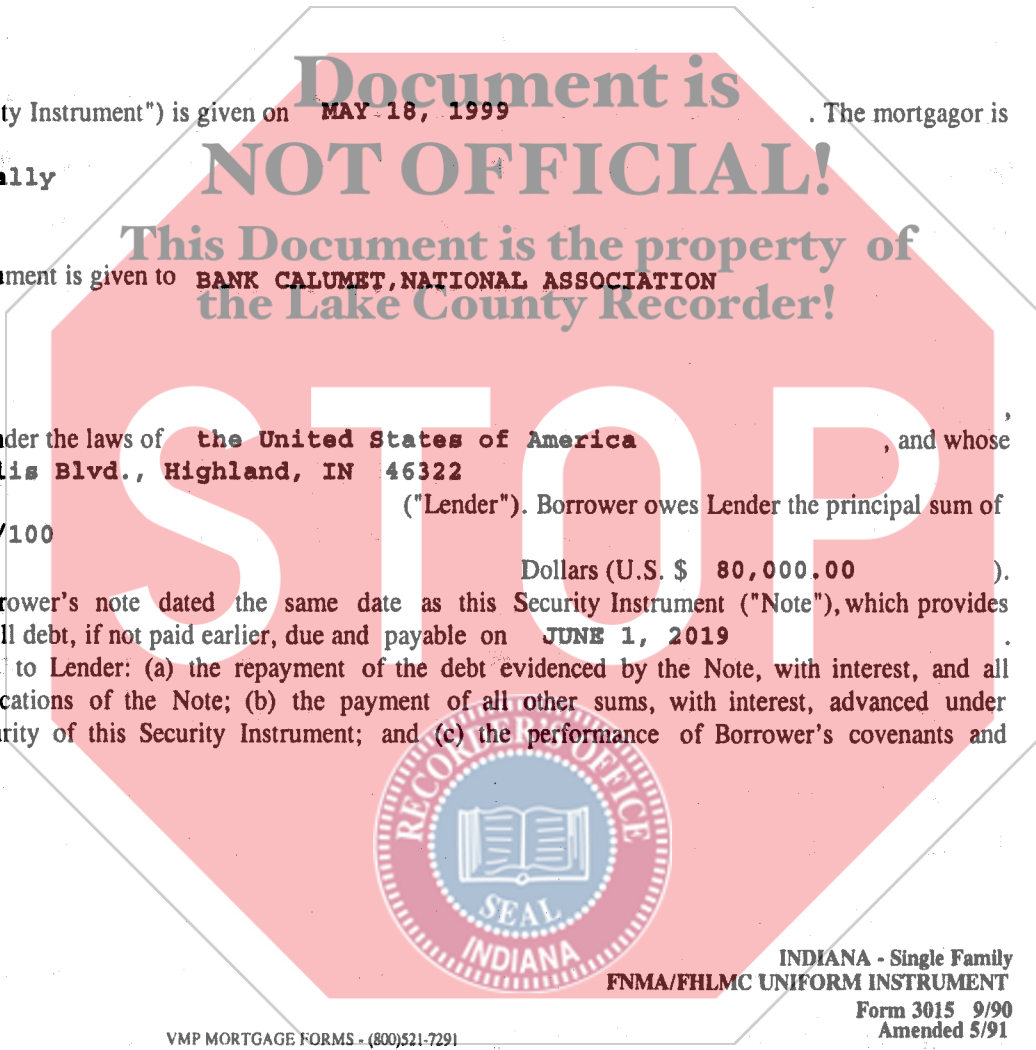 Document is
ty Instrument") is given on MAY 18, 1999 . The mortgagor is
NOT OFFICIAL!
ally
This Document is the property of
ment is given to BANK CALUMET,NATIONAL ASSOCIATION
the Lake County Recorder!
STOP
,
der the laws of the United States of America , and whose
lis Blvd., Highland, IN 46322
("Lender"). Borrower owes Lender the principal sum of
/100
Dollars (U.S. $ 80,000.00 ).
rower's note dated the same date as this Security Instrument ("Note"), which provides
ll debt, if not paid earlier, due and payable on JUNE 1, 2019 .
to Lender: (a) the repayment of the debt evidenced by the Note, with interest, and all
cations of the Note; (b) the payment of all other sums, with interest, advanced under
rity of this Security Instrument; and (c) the performance of Borrower's covenants and
RECORDER'S OFFICE
SEAL
INDIANA
INDIANA - Single Family
FNMA/FHLMC UNIFORM INSTRUMENT
Form 3015 9/90
Amended 5/91
VMP MORTGAGE FORMS - (800)521-7291